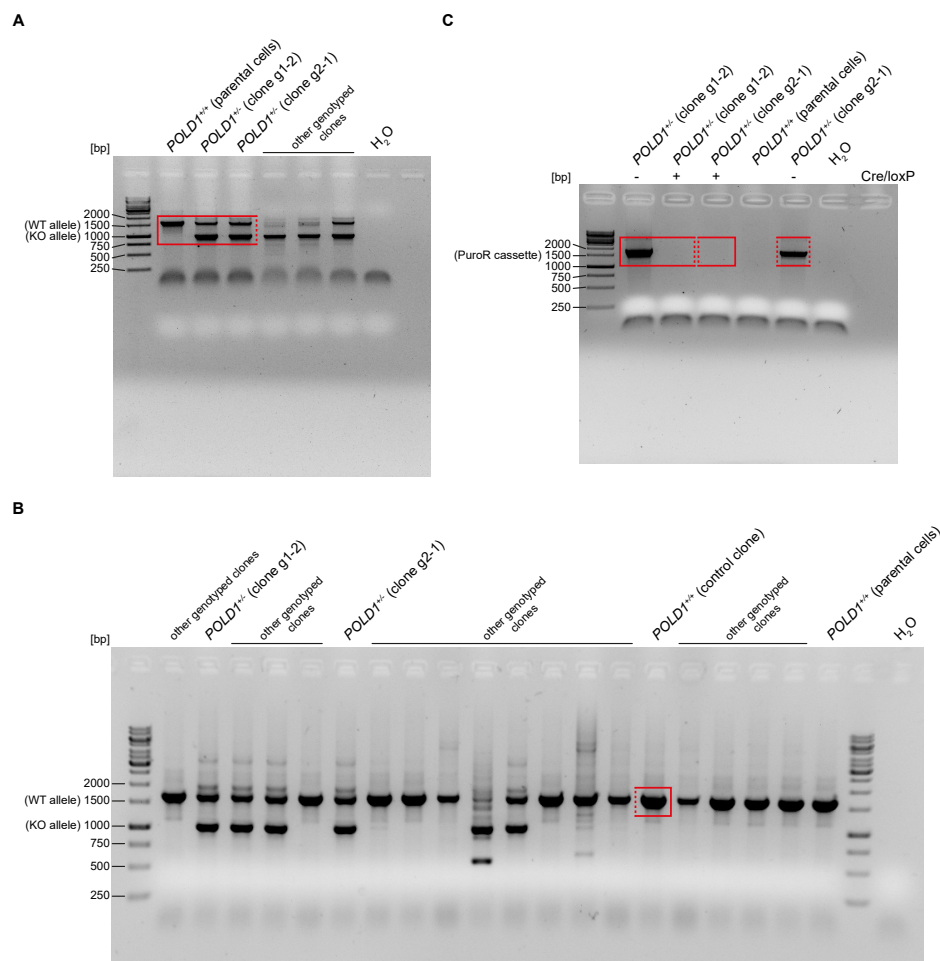 A
POLD1+/+ (parental cells)
POLD1+/- (clone g1-2)
POLD1+/- (clone g2-1)
other genotyped
clones
H2O
[bp]
2000
(WT allele) 1500
(KO allele) 1000
750
500
250
C
POLD1+/- (clone g1-2)
POLD1+/- (clone g1-2)
POLD1+/- (clone g2-1)
POLD1+/+ (parental cells)
POLD1+/- (clone g2-1)
H2O
[bp] - + + - Cre/loxP
2000
(PuroR cassette) 1500
1000
750
500
250
B
other genotyped clones
POLD1+/- (clone g1-2)
other genotyped
clones
POLD1+/- (clone g2-1)
other genotyped
clones
POLD1+/+ (control clone)
other genotyped
clones
POLD1+/+ (parental cells)
H2O
[bp]
2000
(WT allele) 1500
(KO allele) 1000
750
500
250